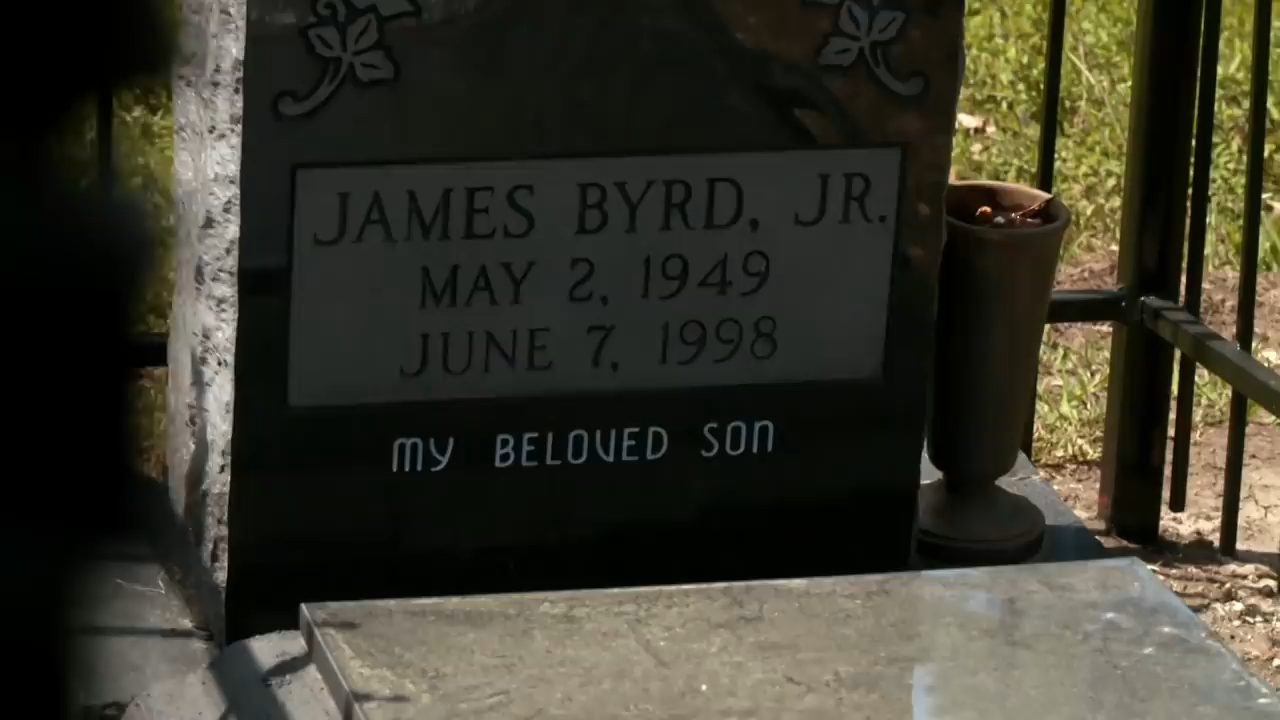 JAMES BYRD, JR.
MAY 2, 1949
JUNE 7, 1998
MY BELOVED SON